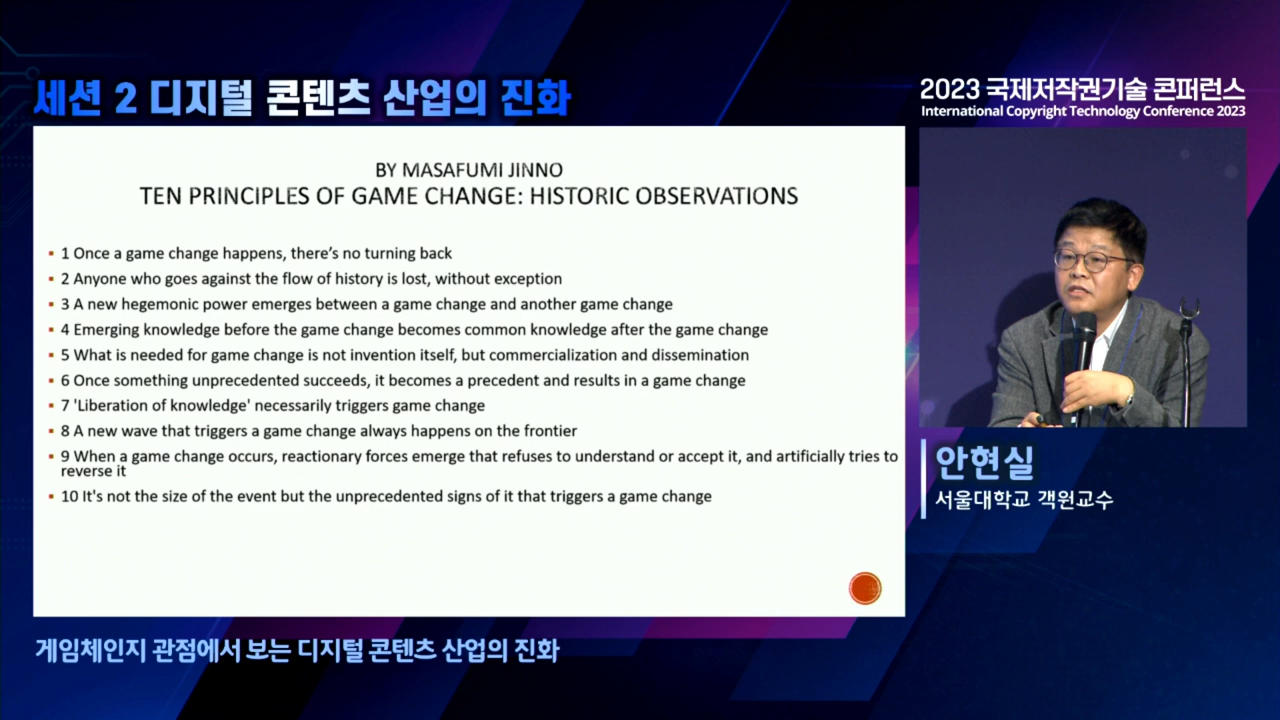 세션 2 디지털 콘텐츠 산업의 진화
2023 국제저작권기술 콘퍼런스
International Copyright Technology Conference 2023
BY MASAFUMI JINNO
TEN PRINCIPLES OF GAME CHANGE: HISTORIC OBSERVATIONS
▪ 1 Once a game change happens, there's no turning back
▪ 2 Anyone who goes against the flow of history is lost, without exception
▪ 3 A new hegemonic power emerges between a game change and another game change
▪ 4 Emerging knowledge before the game change becomes common knowledge after the game change
▪ 5 What is needed for game change is not invention itself, but commercialization and dissemination
▪ 6 Once something unprecedented succeeds, it becomes a precedent and results in a game change
▪ 7 'Liberation of knowledge' necessarily triggers game change
▪ 8 A new wave that triggers a game change always happens on the frontier
▪ 9 When a game change occurs, reactionary forces emerge that refuses to understand or accept it, and artificially tries to
reverse it
▪ 10 It's not the size of the event but the unprecedented signs of it that triggers a game change
안현실
서울대학교 객원교수
게임체인지 관점에서 보는 디지털 콘텐츠 산업의 진화